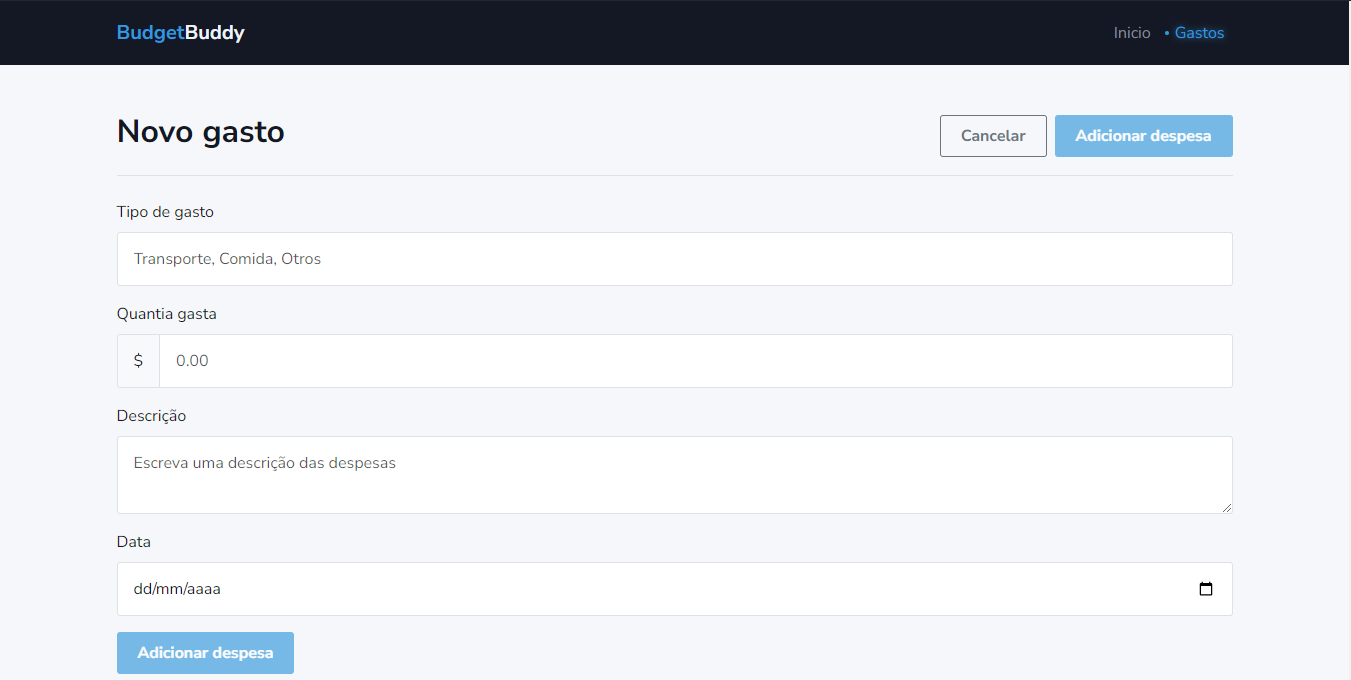 BudgetBuddy
Inicio • Gastos
Novo gasto
Cancelar
Adicionar despesa
Tipo de gasto
Transporte, Comida, Otros
Quantia gasta
$ 0.00
Descrição
Escreva uma descrição das despesas
Data
dd/mm/aaaa
Adicionar despesa